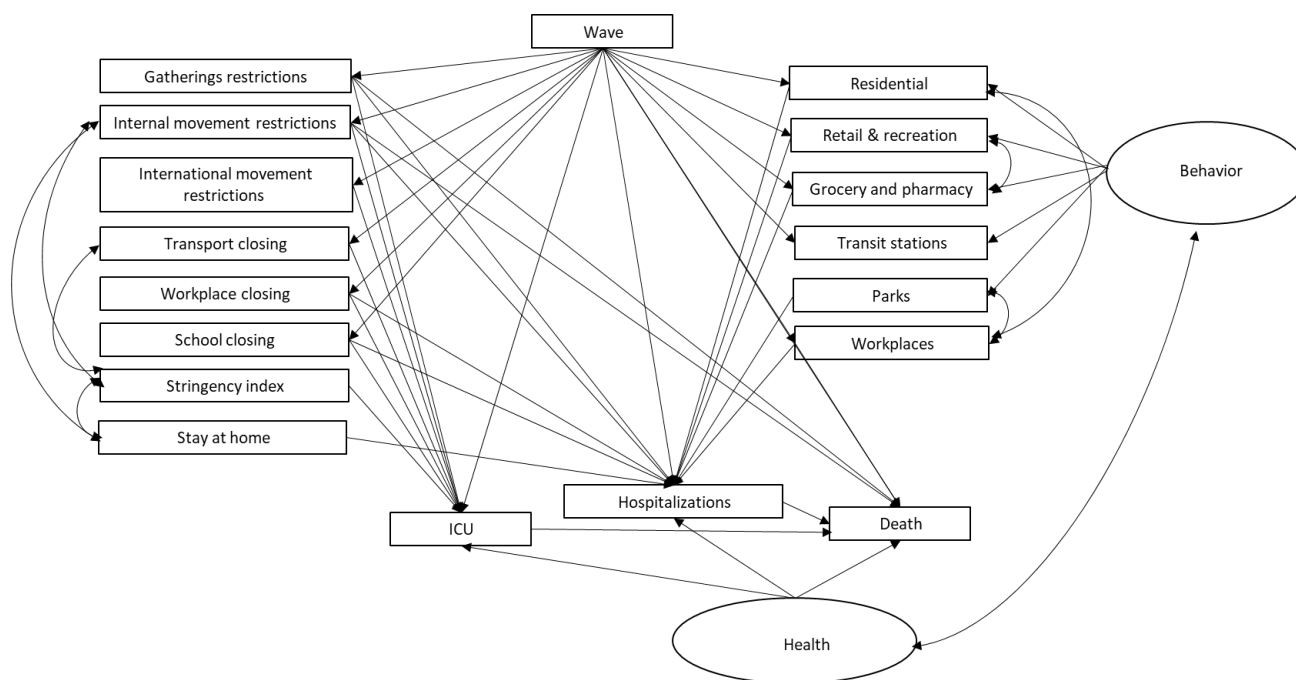 Wave
Gatherings restrictions
Internal movement restrictions
International movement
restrictions
Transport closing
Workplace closing
School closing
Stringency index
Stay at home
Residential
Retail & recreation
Grocery and pharmacy
Transit stations
Parks
Workplaces
Behavior
Hospitalizations
ICU
Death
Health